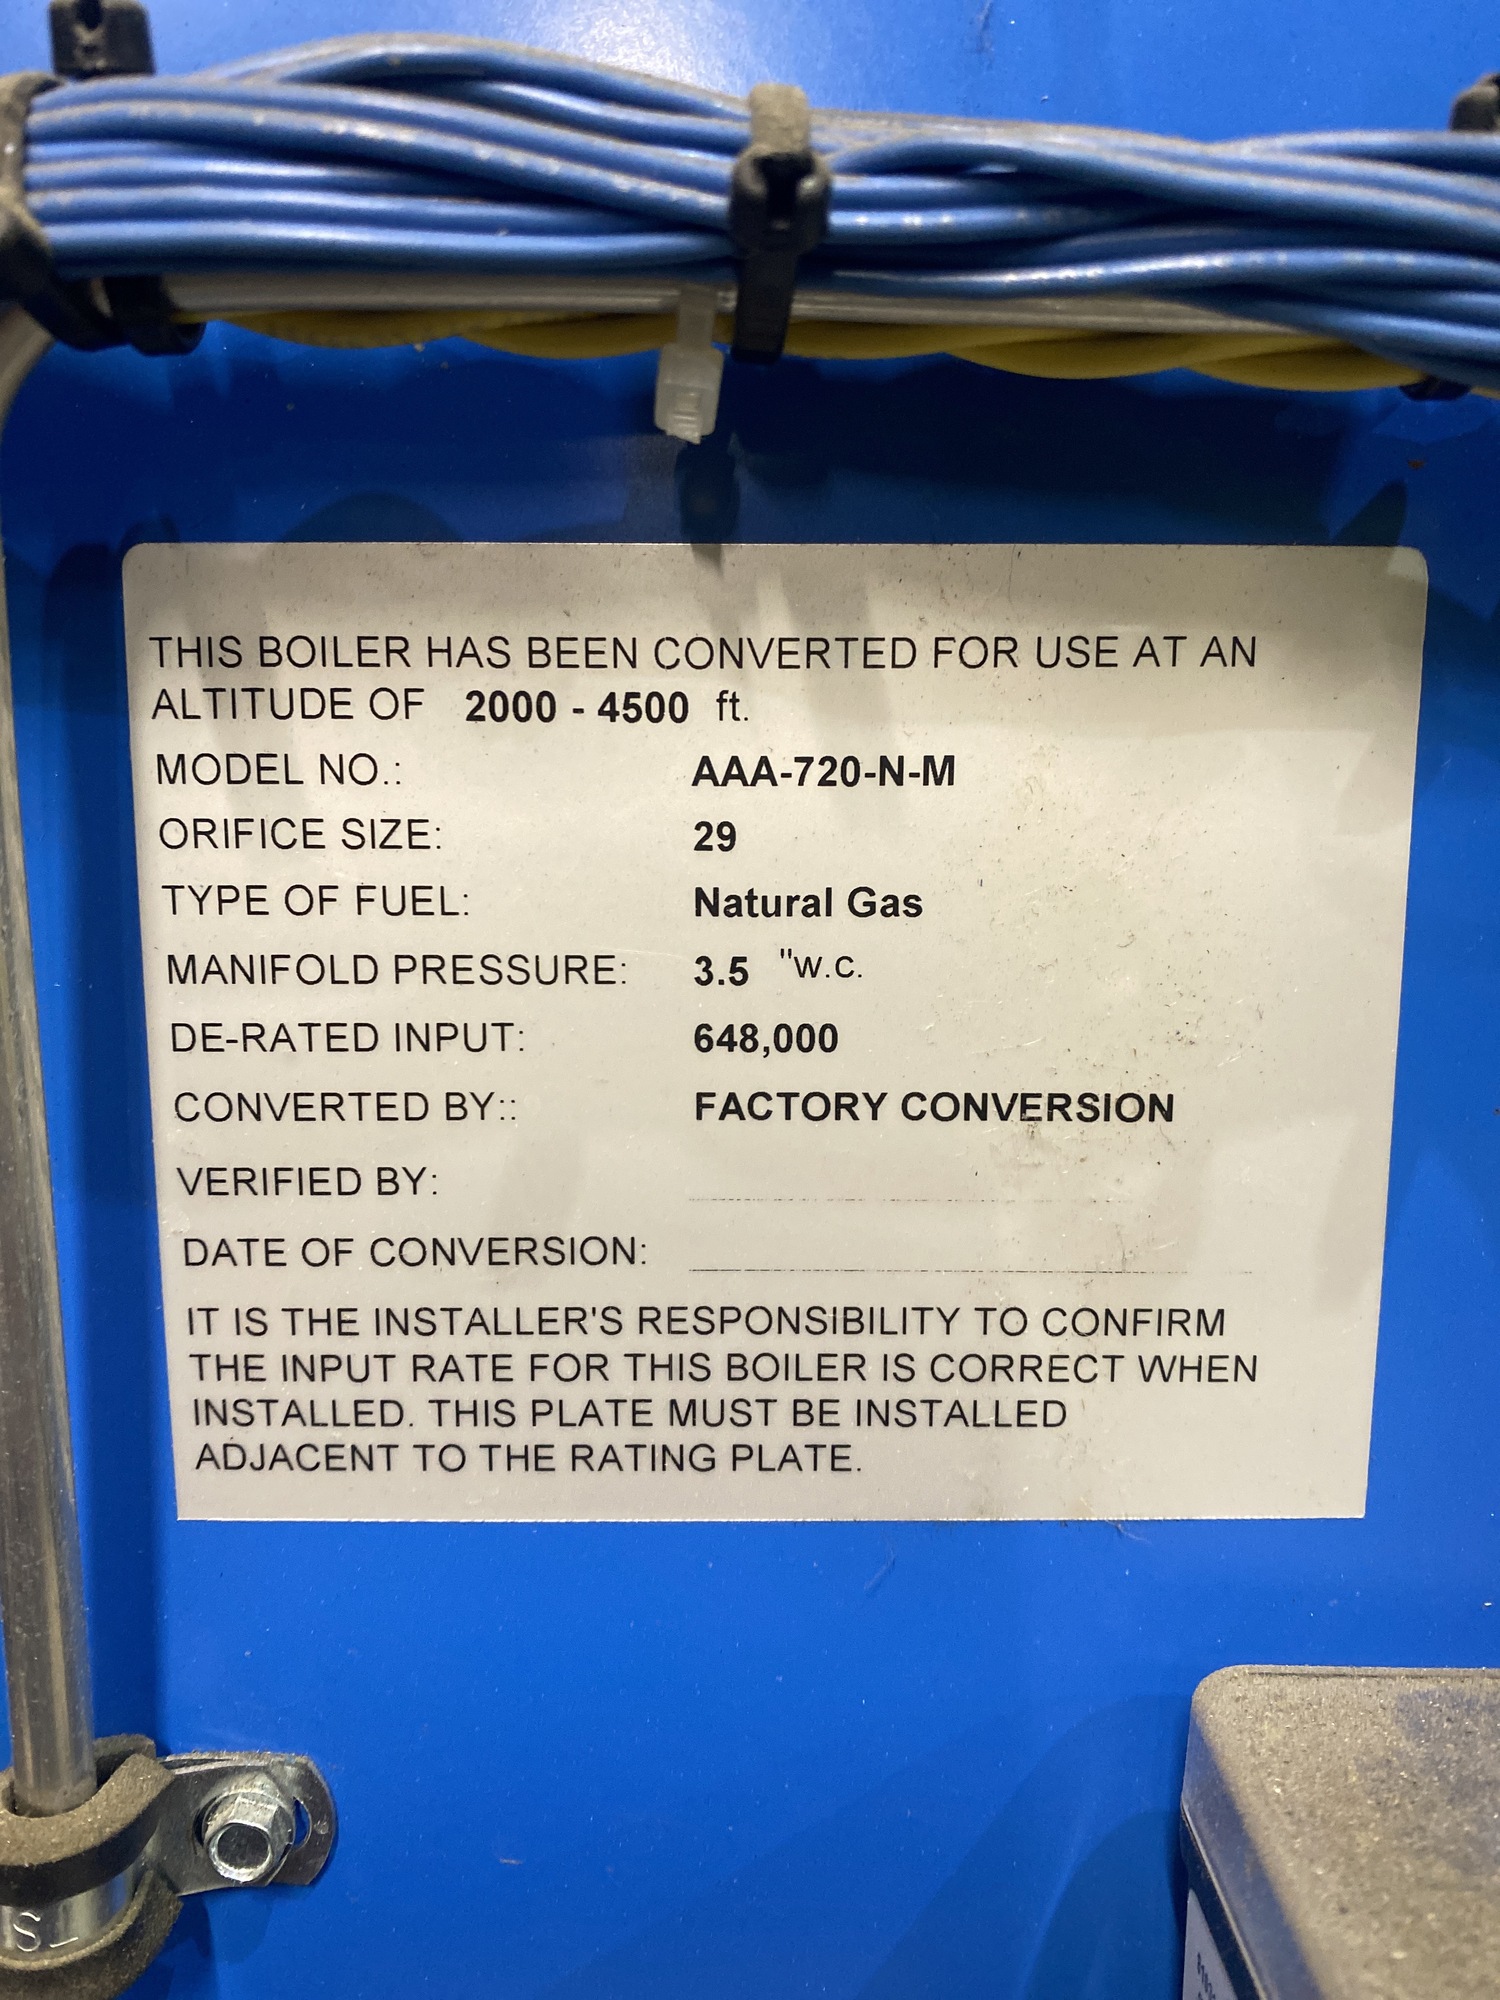 THIS BOILER HAS BEEN CONVERTED FOR USE AT AN
ALTITUDE OF 2000 - 4500 ft.
MODEL NO.: AAA-720-N-M
ORIFICE SIZE: 29
TYPE OF FUEL: Natural Gas
MANIFOLD PRESSURE: 3.5 "W.C.
DE-RATED INPUT: 648,000
CONVERTED BY:: FACTORY CONVERSION
VERIFIED BY:
DATE OF CONVERSION:
IT IS THE INSTALLER'S RESPONSIBILITY TO CONFIRM
THE INPUT RATE FOR THIS BOILER IS CORRECT WHEN
INSTALLED. THIS PLATE MUST BE INSTALLED
ADJACENT TO THE RATING PLATE.